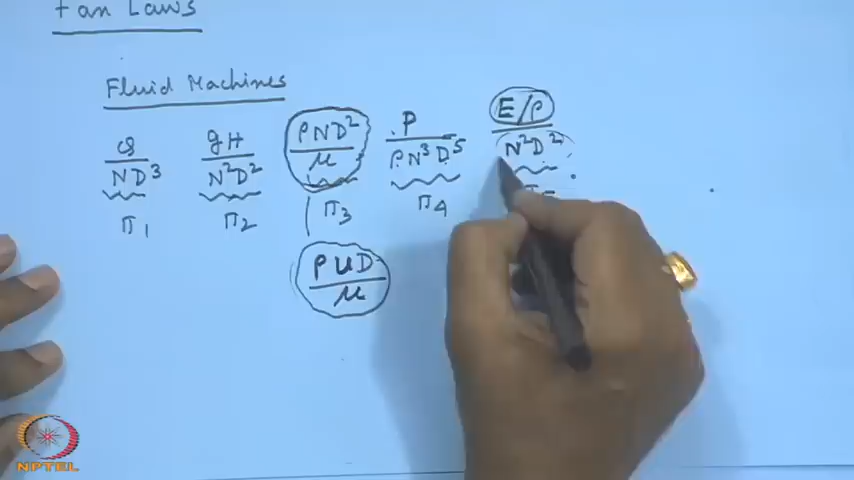 Fan Laws
Fluid Machines
Q/ND³ gH/N²D² ρND²/μ P/ρN³D⁵ E/ρ/N²D²
π₁ π₂ π₃ π₄
ρUD/μ
NPTEL